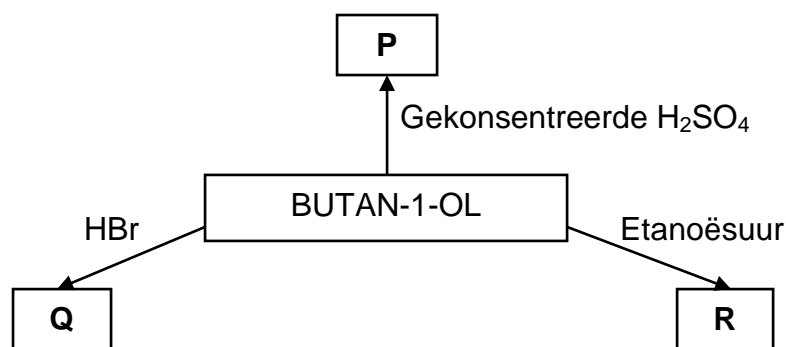 P
Gekonsentreerde H₂SO₄
BUTAN-1-OL
HBr
Etanoësuur
Q
R